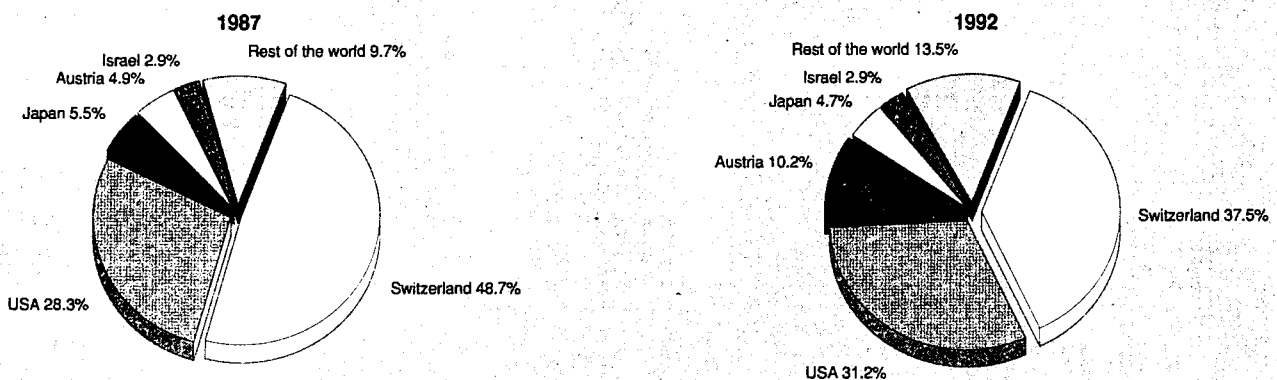 1987
Rest of the world 9.7%
Israel 2.9%
Austria 4.9%
Japan 5.5%
USA 28.3%
Switzerland 48.7%
1992
Rest of the world 13.5%
Israel 2.9%
Japan 4.7%
Austria 10.2%
Switzerland 37.5%
USA 31.2%